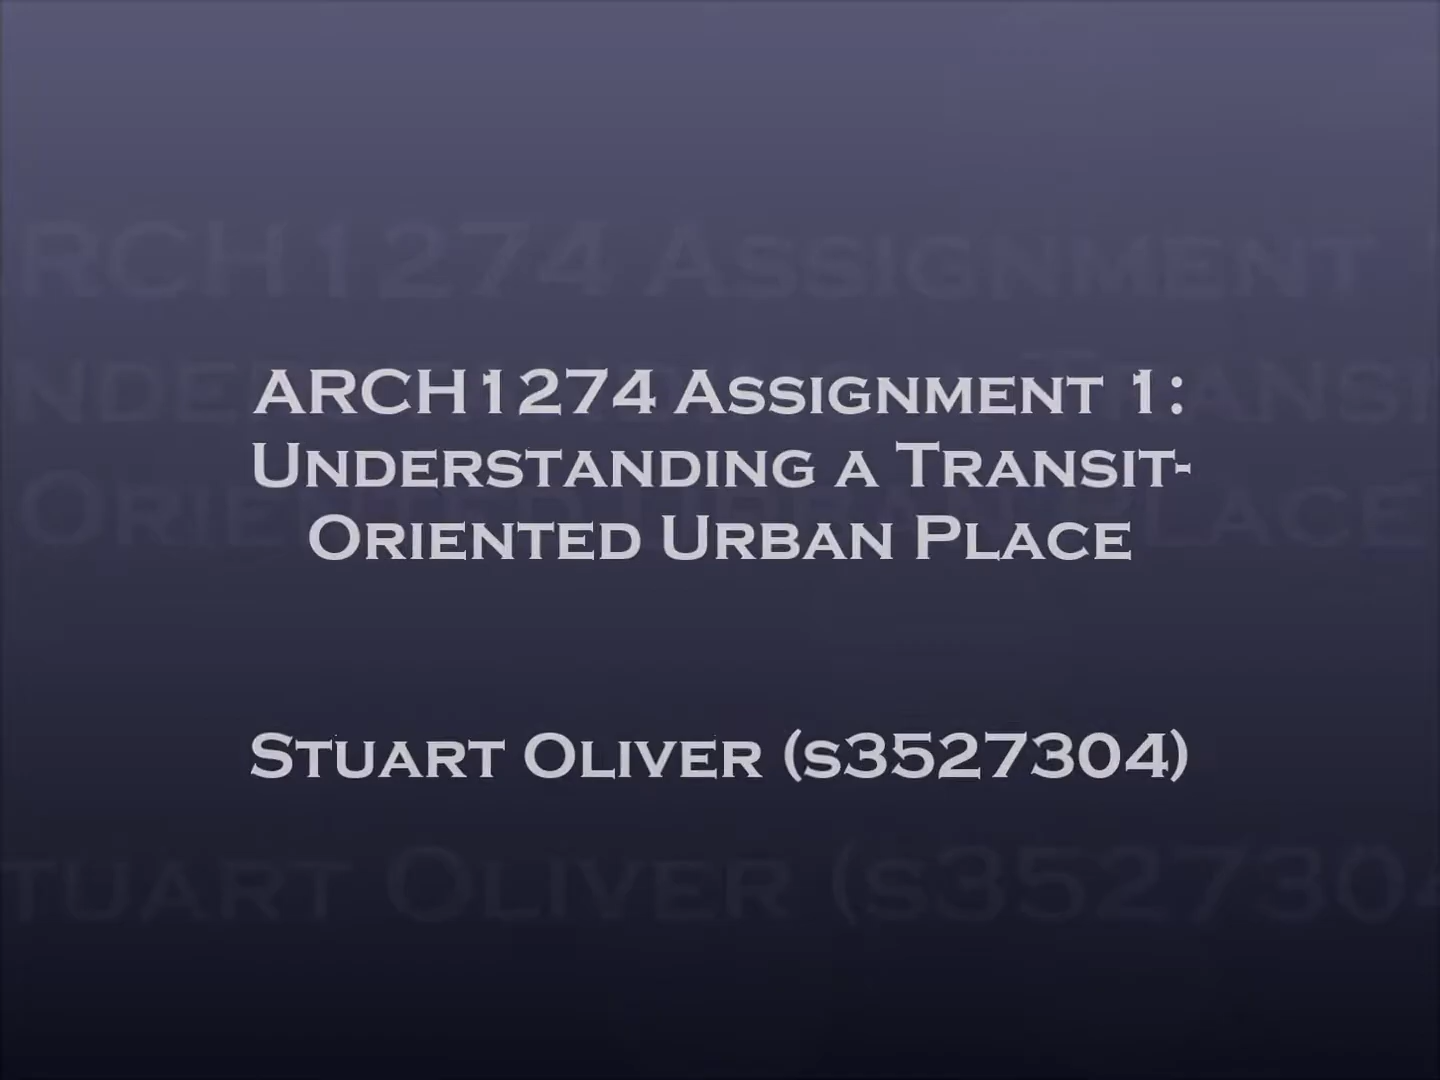 ARCH1274 Assignment 1:
Understanding a Transit-
Oriented Urban Place
Stuart Oliver (s3527304)